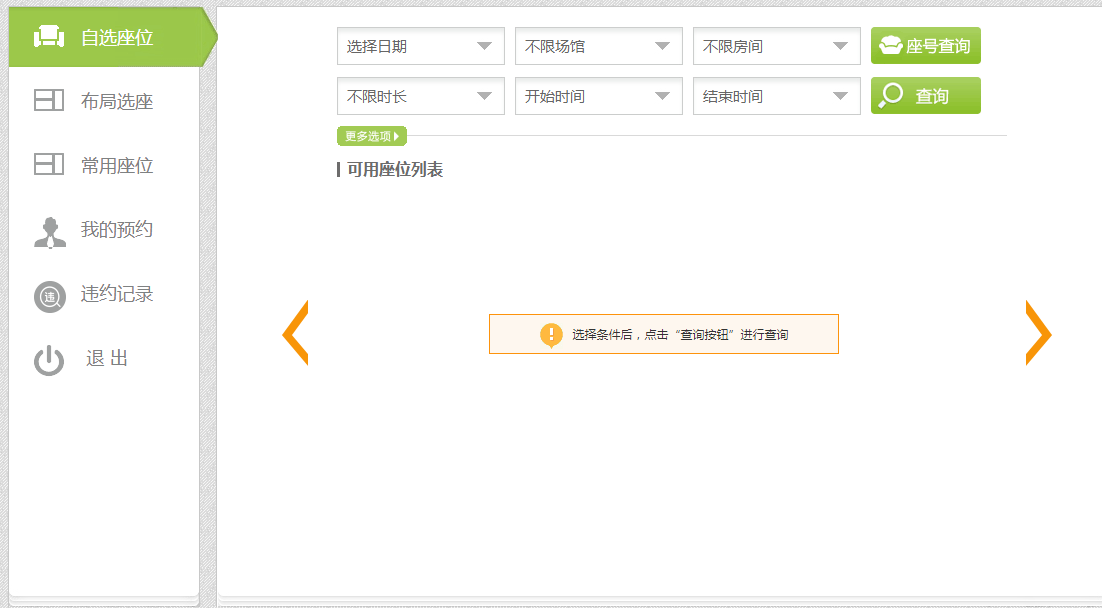 自选座位
布局选座
常用座位
我的预约
违
违约记录
退 出
选择日期
不限场馆
不限房间
座号查询
不限时长
开始时间
结束时间
查询
更多选项
可用座位列表
选择条件后，点击“查询按钮”进行查询